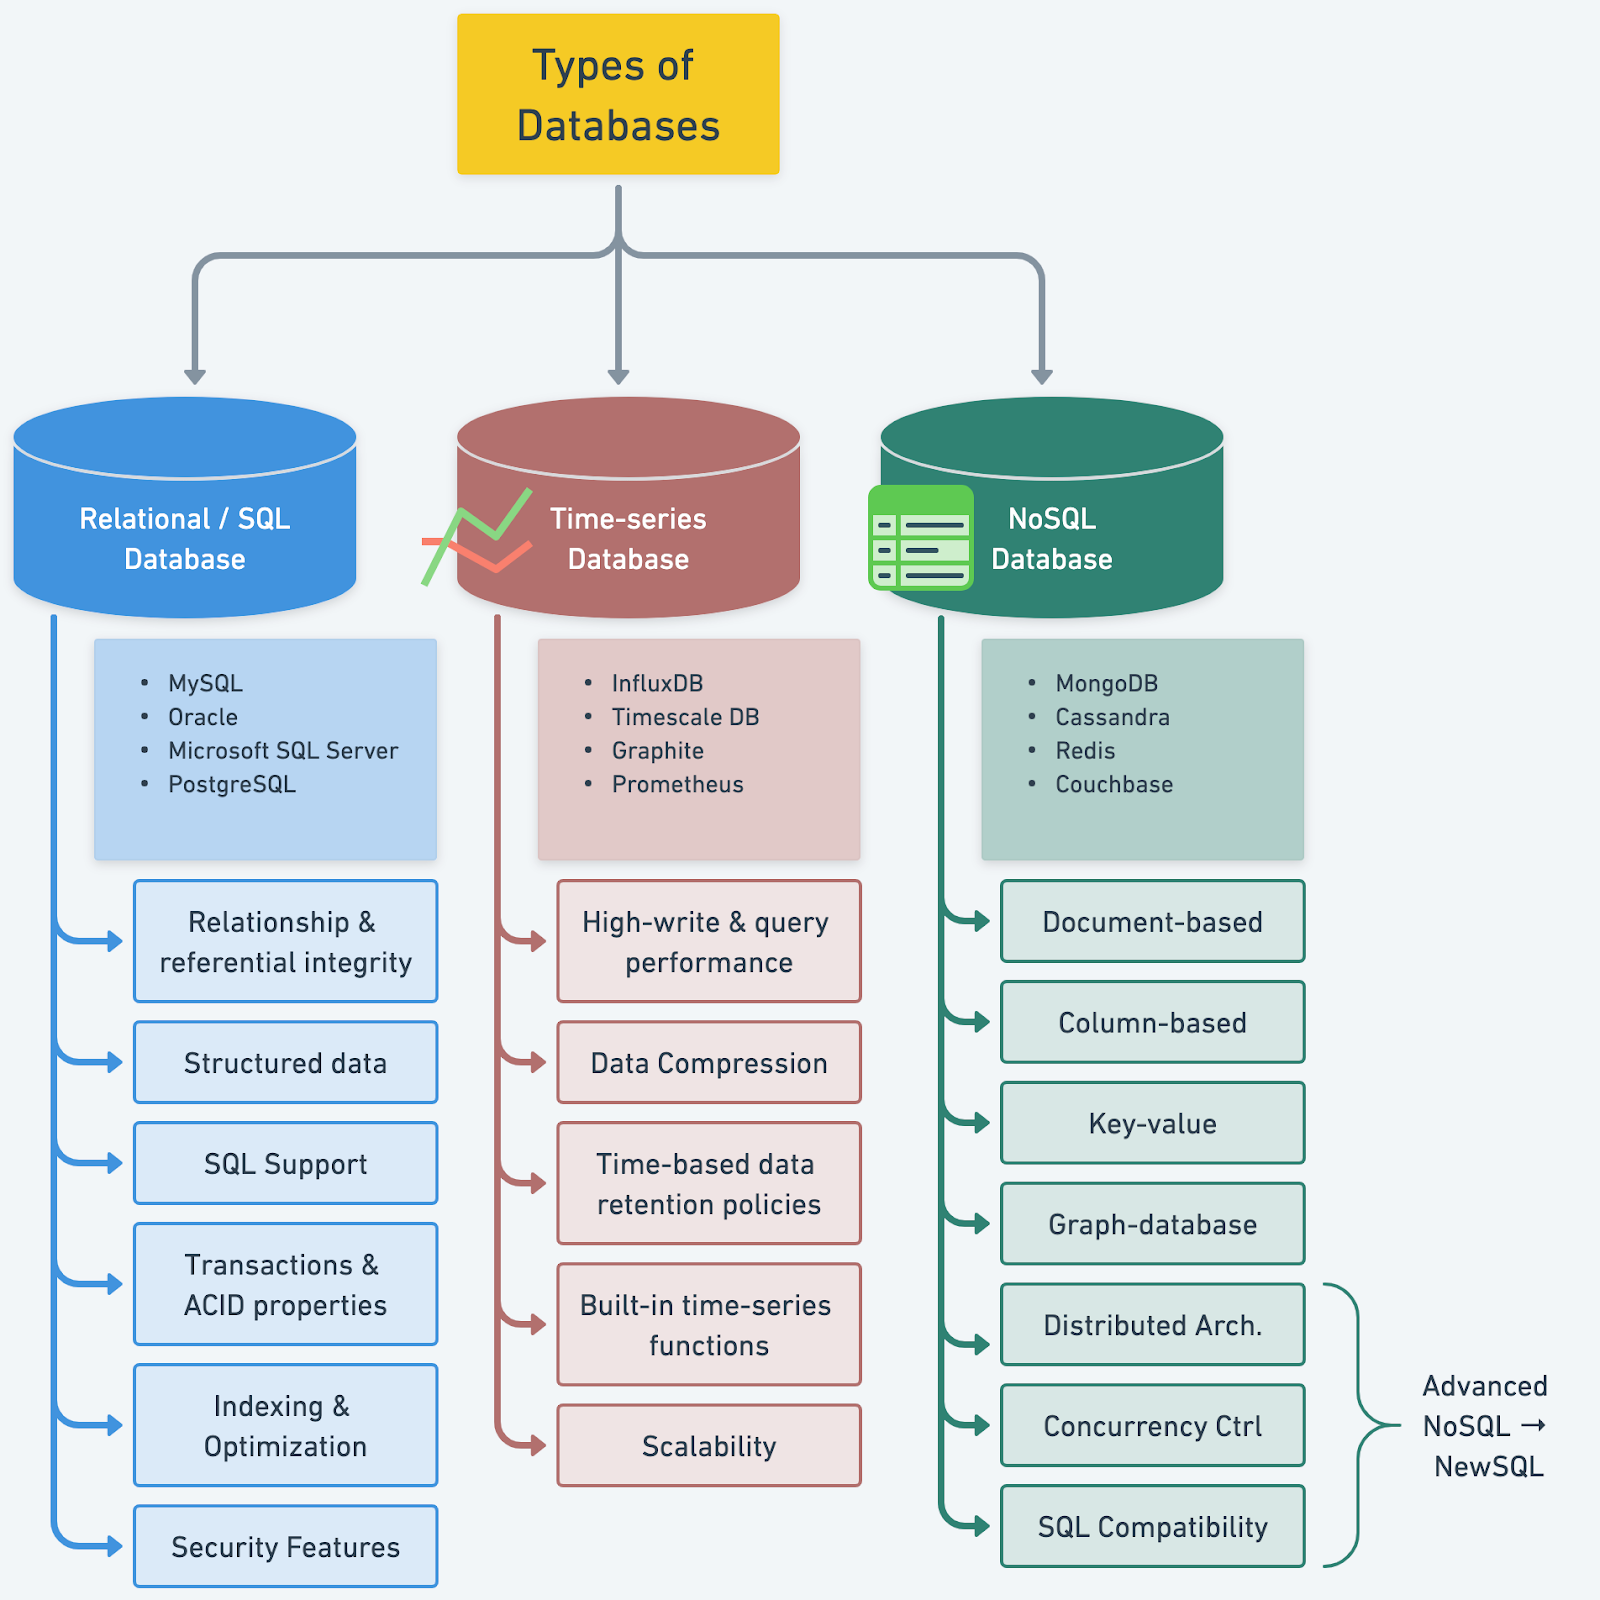 Types of
Databases
Relational / SQL
Database
• MySQL
• Oracle
• Microsoft SQL Server
• PostgreSQL
Relationship &
referential integrity
Structured data
SQL Support
Transactions &
ACID properties
Indexing &
Optimization
Security Features
Time-series
Database
• InfluxDB
• Timescale DB
• Graphite
• Prometheus
High-write & query
performance
Data Compression
Time-based data
retention policies
Built-in time-series
functions
Scalability
NoSQL
Database
• MongoDB
• Cassandra
• Redis
• Couchbase
Document-based
Column-based
Key-value
Graph-database
Distributed Arch.
Concurrency Ctrl
SQL Compatibility
Advanced
NoSQL →
NewSQL